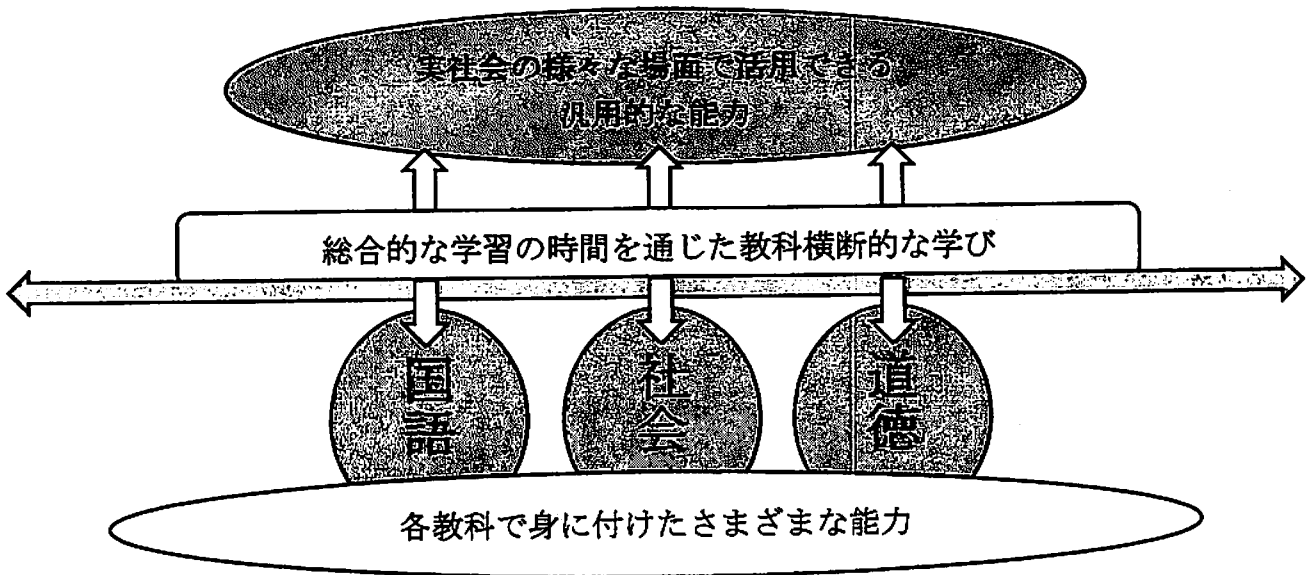 実社会の様々な場面で活用できる
汎用的な能力
総合的な学習の時間を通じた教科横断的な学び
国語
社会
道徳
各教科で身に付けたさまざまな能力